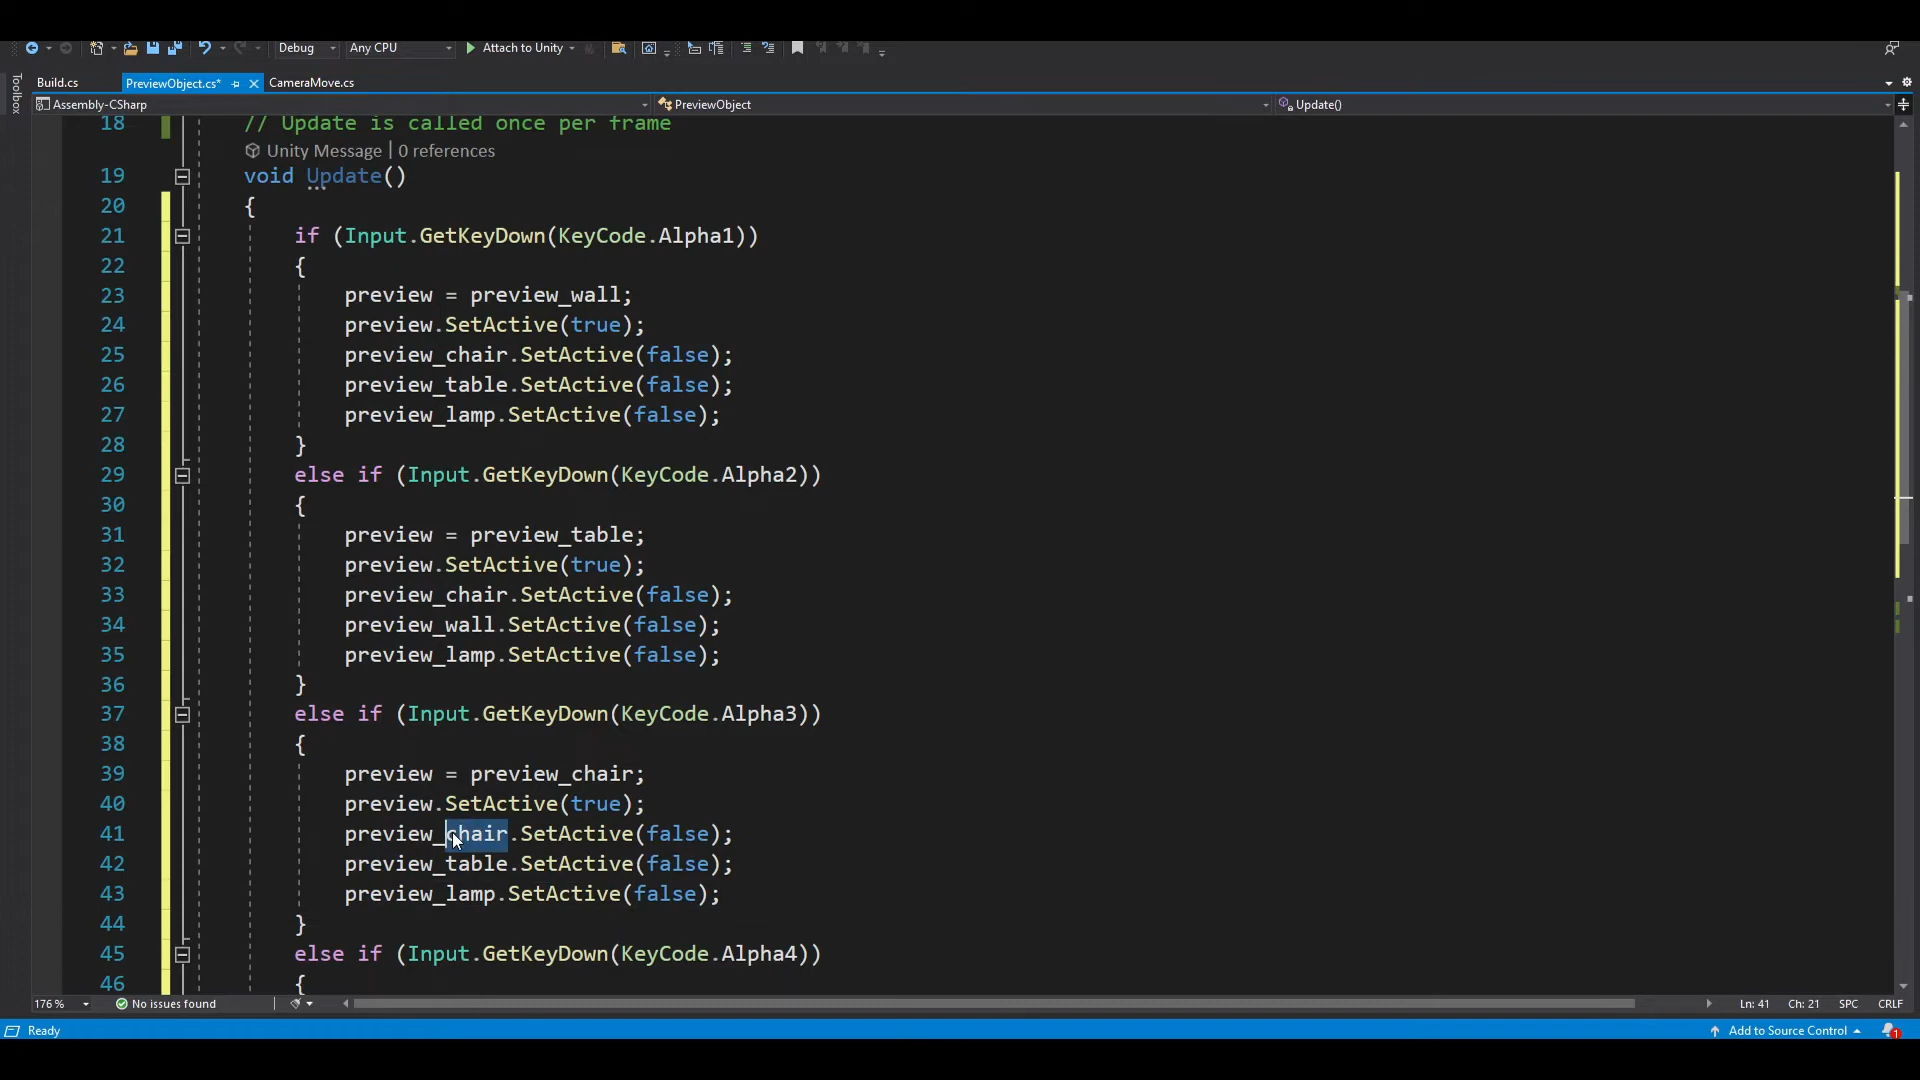 Debug
Any CPU
Attach to Unity
Toolbox
Build.cs
PreviewObject.cs*
CameraMove.cs
Assembly-CSharp
PreviewObject
Update()
18 // Update is called once per frame
Unity Message | 0 references
19 void Update()
20 {
21 if (Input.GetKeyDown(KeyCode.Alpha1))
22 {
23 preview = preview_wall;
24 preview.SetActive(true);
25 preview_chair.SetActive(false);
26 preview_table.SetActive(false);
27 preview_lamp.SetActive(false);
28 }
29 else if (Input.GetKeyDown(KeyCode.Alpha2))
30 {
31 preview = preview_table;
32 preview.SetActive(true);
33 preview_chair.SetActive(false);
34 preview_wall.SetActive(false);
35 preview_lamp.SetActive(false);
36 }
37 else if (Input.GetKeyDown(KeyCode.Alpha3))
38 {
39 preview = preview_chair;
40 preview.SetActive(true);
41 preview_chair.SetActive(false);
42 preview_table.SetActive(false);
43 preview_lamp.SetActive(false);
44 }
45 else if (Input.GetKeyDown(KeyCode.Alpha4))
46 {
176 %
No issues found
Ln: 41 Ch: 21 SPC CRLF
Ready
Add to Source Control
1